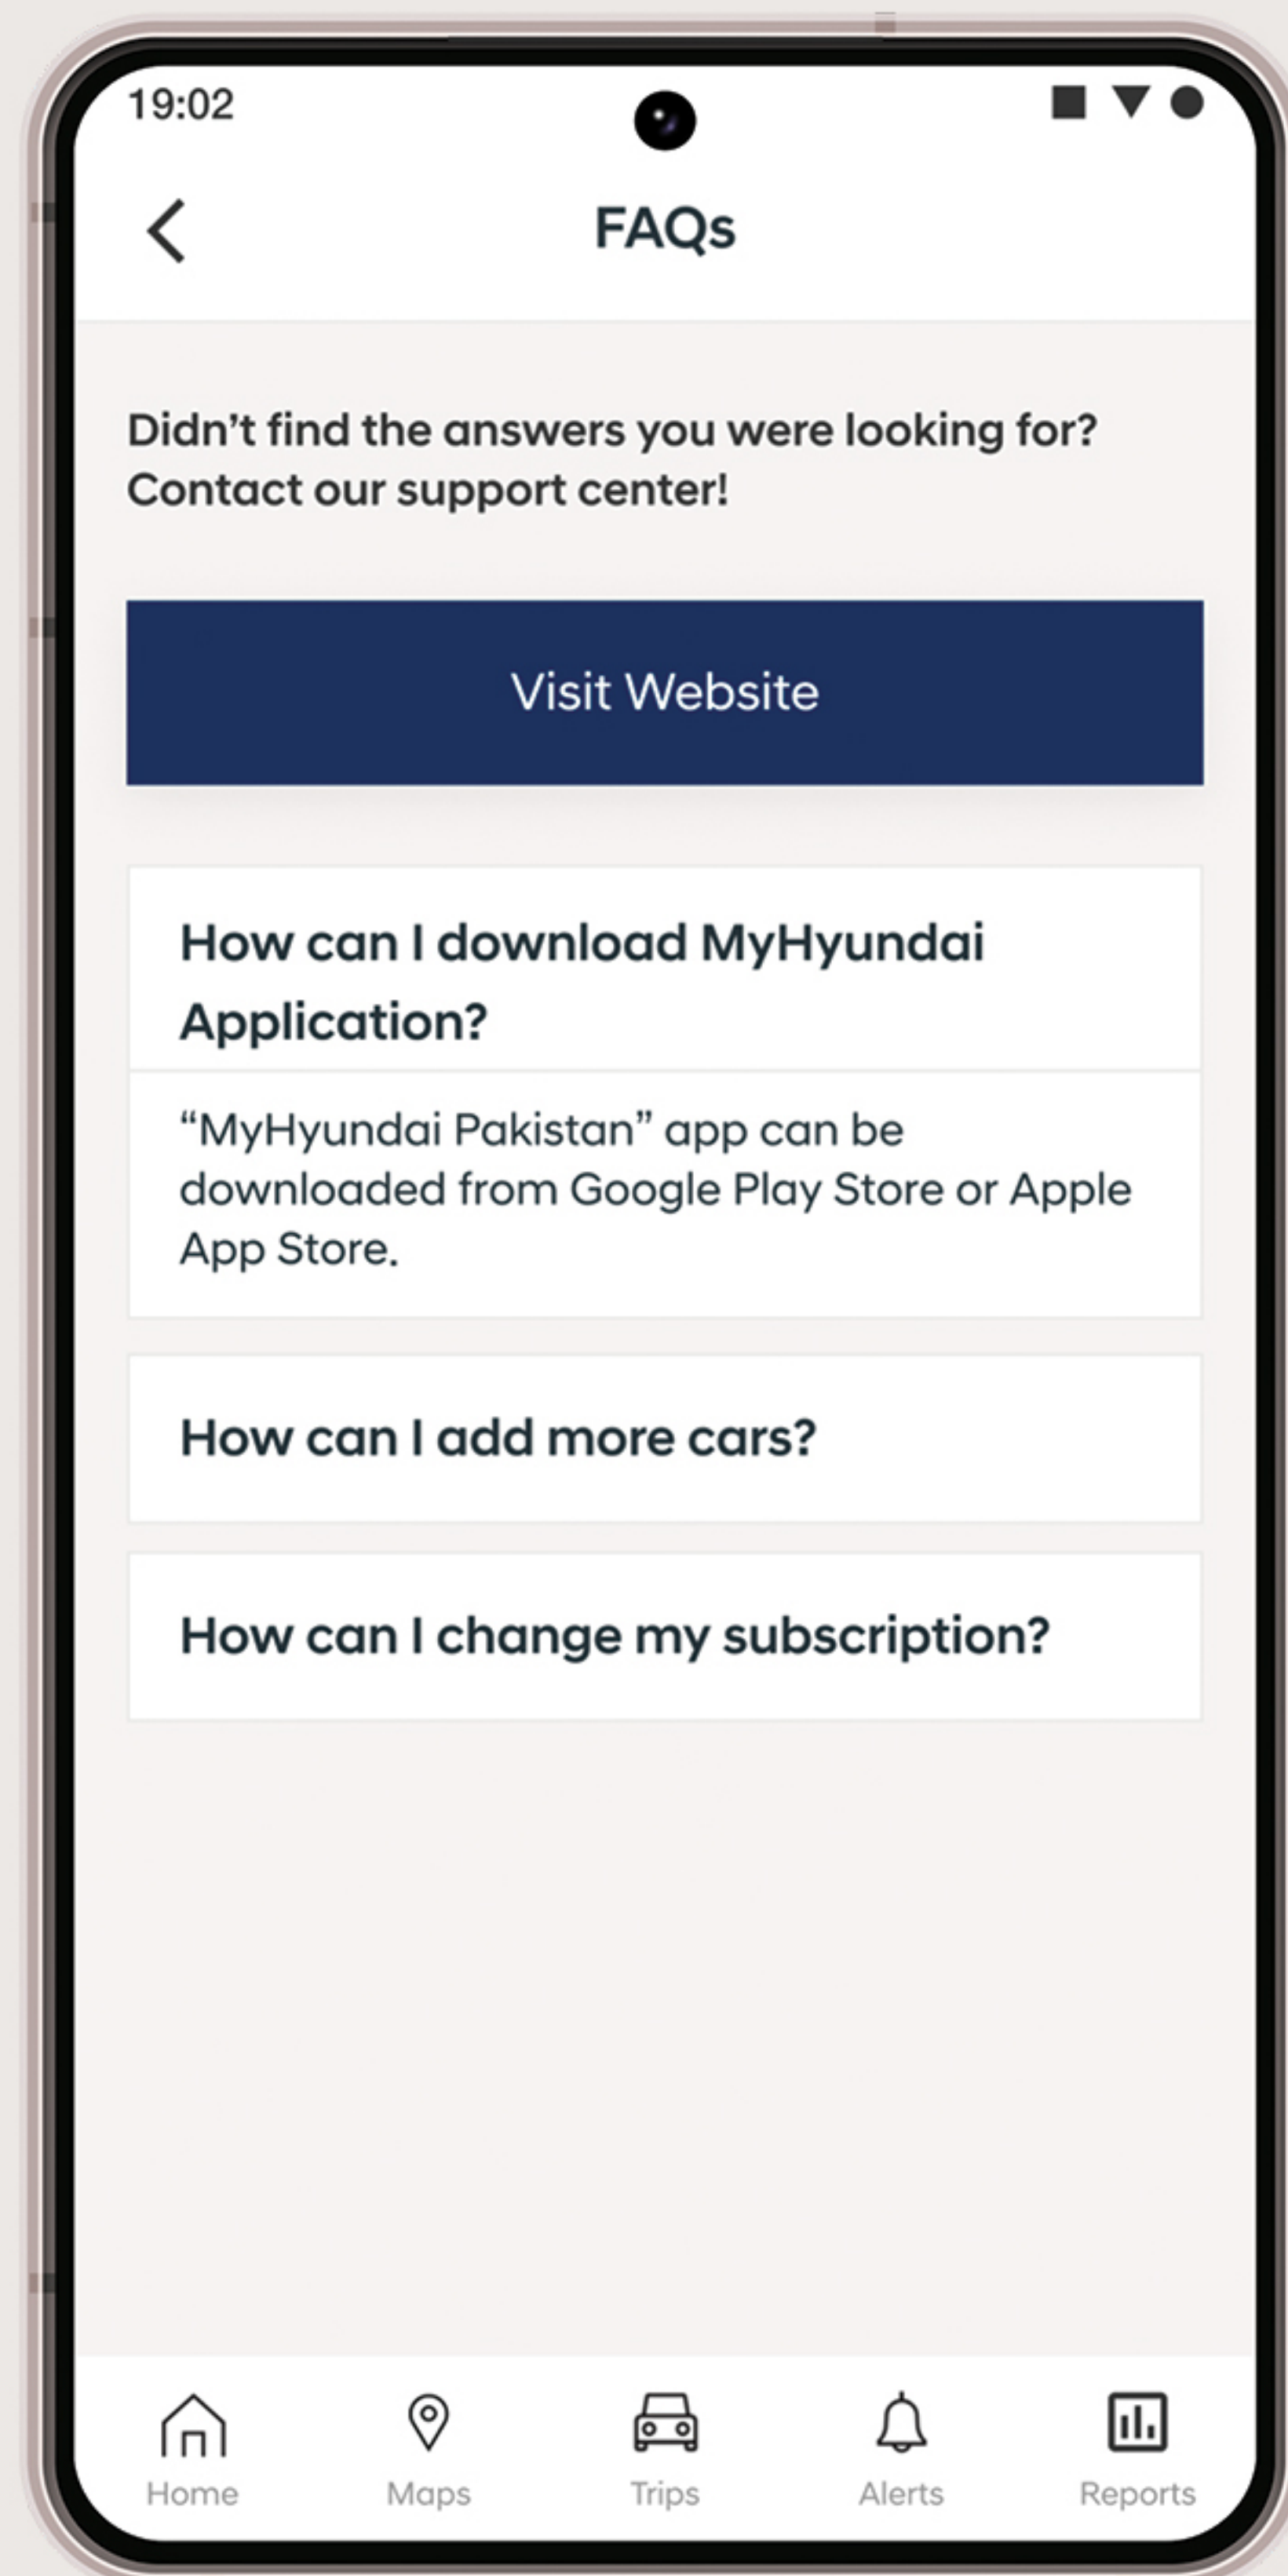 19:02
FAQs
Didn’t find the answers you were looking for?
Contact our support center!
Visit Website
How can I download MyHyundai
Application?
“MyHyundai Pakistan” app can be
downloaded from Google Play Store or Apple
App Store.
How can I add more cars?
How can I change my subscription?
Home
Maps
Trips
Alerts
Reports